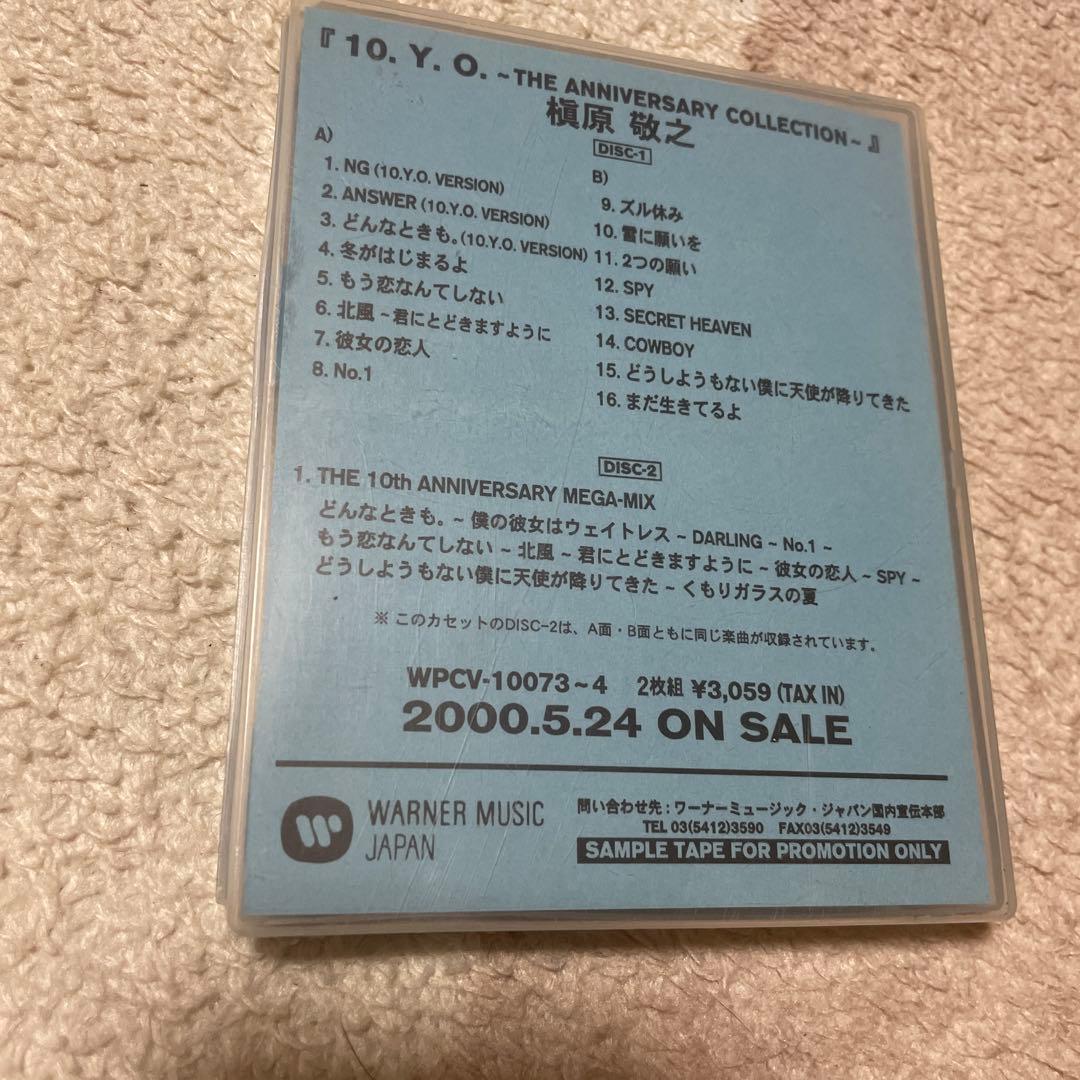 『10. Y. O. ~THE ANNIVERSARY COLLECTION~』
槇原 敬之
DISC-1
A)
1. NG (10.Y.O. VERSION)
2. ANSWER (10.Y.O. VERSION)
3. どんなときも。(10.Y.O. VERSION)
4. 冬がはじまるよ
5. もう恋なんてしない
6. 北風 ~君にとどきますように
7. 彼女の恋人
8. No.1
B)
9. ズル休み
10. 雪に願いを
11. 2つの願い
12. SPY
13. SECRET HEAVEN
14. COWBOY
15. どうしようもない僕に天使が降りてきた
16. まだ生きてるよ
DISC-2
1. THE 10th ANNIVERSARY MEGA-MIX
どんなときも。~ 僕の彼女はウェイトレス ~ DARLING ~ No.1 ~
もう恋なんてしない ~ 北風 ~ 君にとどきますように ~ 彼女の恋人 ~ SPY ~
どうしようもない僕に天使が降りてきた ~ くもりガラスの夏
※ このカセットのDISC-2は、A面・B面ともに同じ楽曲が収録されています。
WPCV-10073~4 2枚組 ¥3,059 (TAX IN)
2000.5.24 ON SALE
WARNER MUSIC
JAPAN
問い合わせ先：ワーナーミュージック・ジャパン国内宣伝本部
TEL 03(5412)3590 FAX03(5412)3549
SAMPLE TAPE FOR PROMOTION ONLY